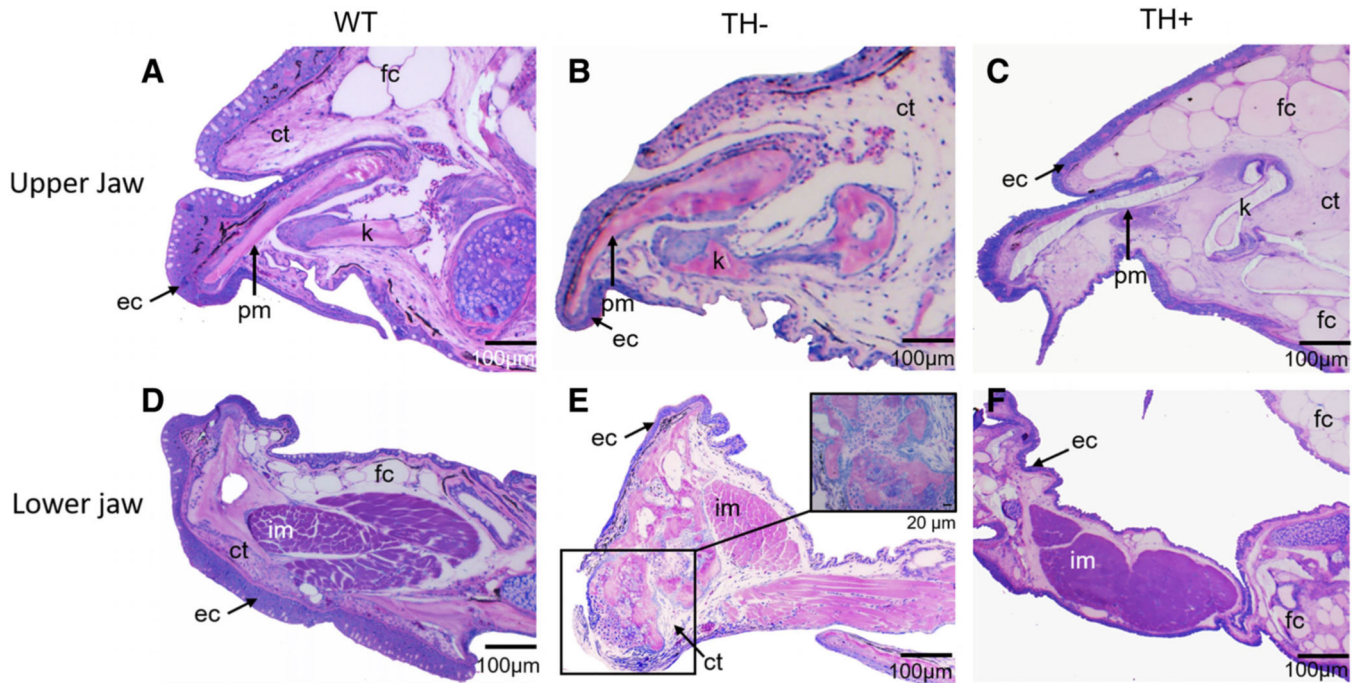 WT
TH-
TH+
Upper Jaw
A
fc
ct
k
ec
pm
100µm
B
ct
k
pm
ec
100µm
C
fc
ec
ct
k
pm
fc
100µm
Lower jaw
D
fc
im
ct
ec
100µm
E
ec
im
20 µm
ct
100µm
F
fc
ec
im
fc
100µm